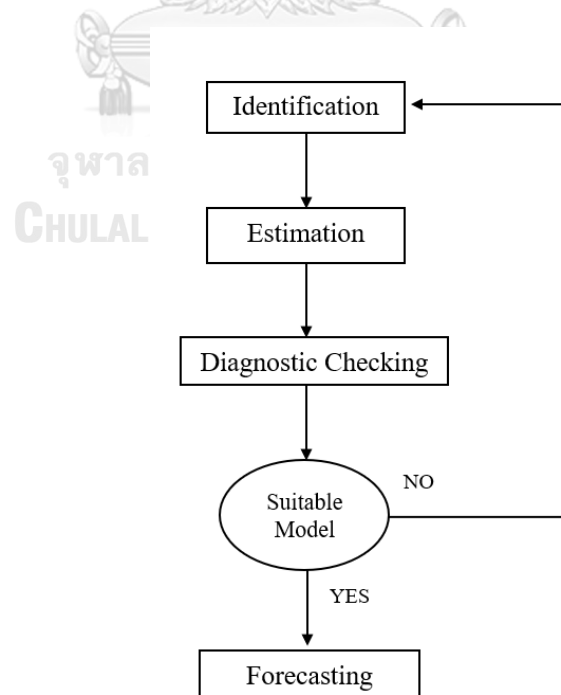 Identification
จุฬาล
CHULAL
Estimation
Diagnostic Checking
Suitable
Model
NO
YES
Forecasting